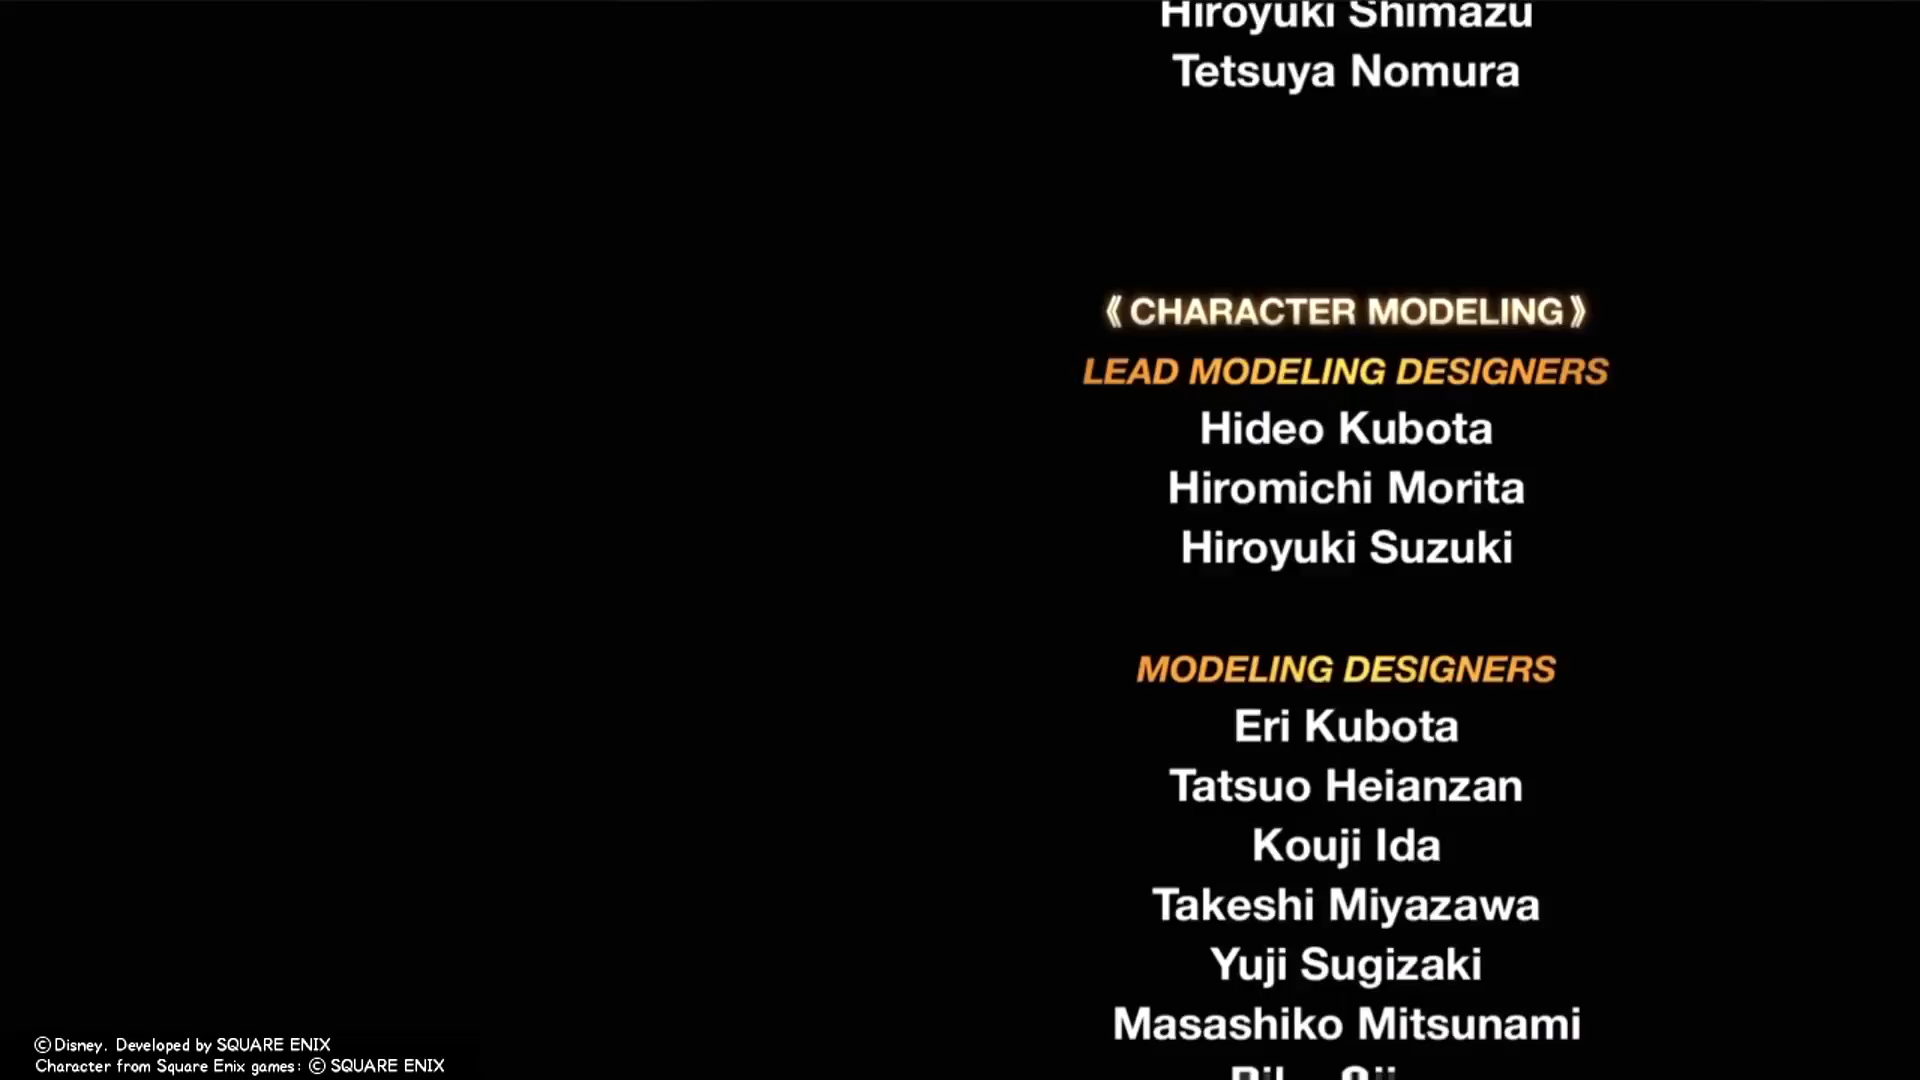 Hiroyuki Shimazu
Tetsuya Nomura
《CHARACTER MODELING》
LEAD MODELING DESIGNERS
Hideo Kubota
Hiromichi Morita
Hiroyuki Suzuki
MODELING DESIGNERS
Eri Kubota
Tatsuo Heianzan
Kouji Ida
Takeshi Miyazawa
Yuji Sugizaki
Masashiko Mitsunami
©Disney. Developed by SQUARE ENIX
Character from Square Enix games: © SQUARE ENIX